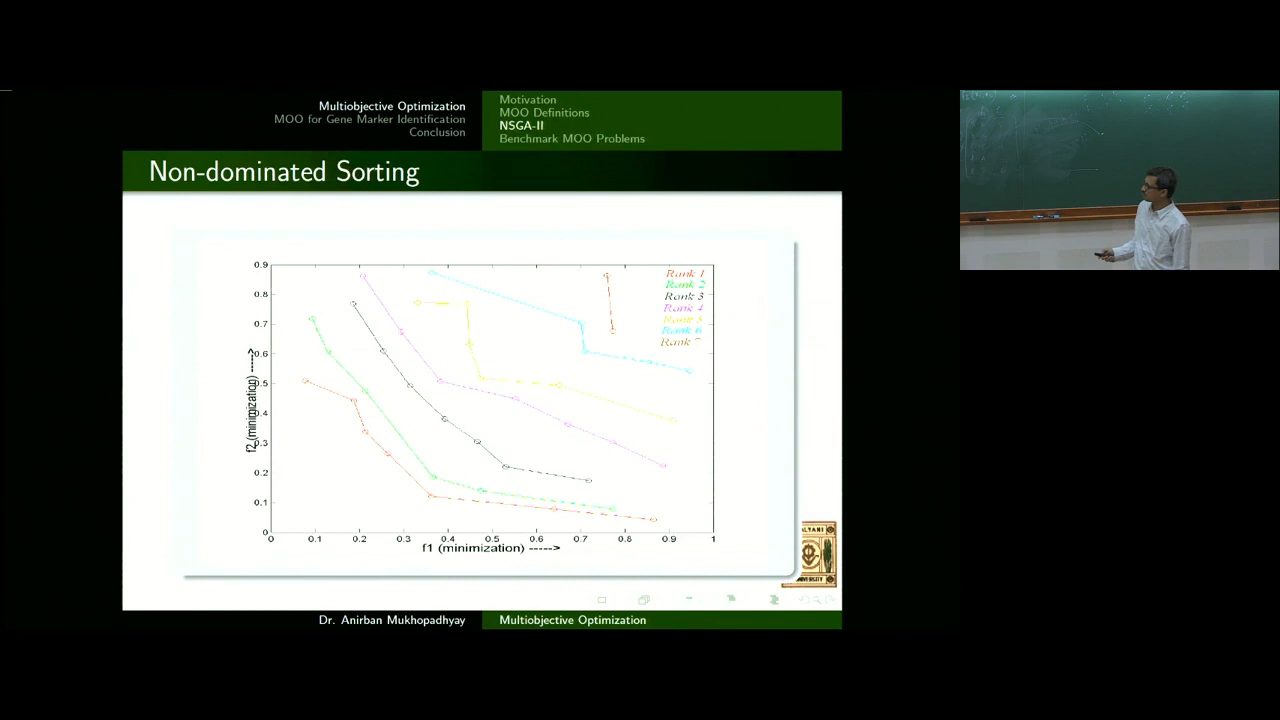 Multiobjective Optimization
MOO for Gene Marker Identification
Conclusion
Motivation
MOO Definitions
NSGA-II
Benchmark MOO Problems
Non-dominated Sorting
0.9
0.8
0.7
0.6
0.5
0.4
0.3
0.2
0.1
0
f2 (minimization) ----->
0 0.1 0.2 0.3 0.4 0.5 0.6 0.7 0.8 0.9 1
f1 (minimization) ----->
Rank 1
Rank 2
Rank 3
Rank 4
Rank 5
Rank 6
Rank 7
Dr. Anirban Mukhopadhyay
Multiobjective Optimization